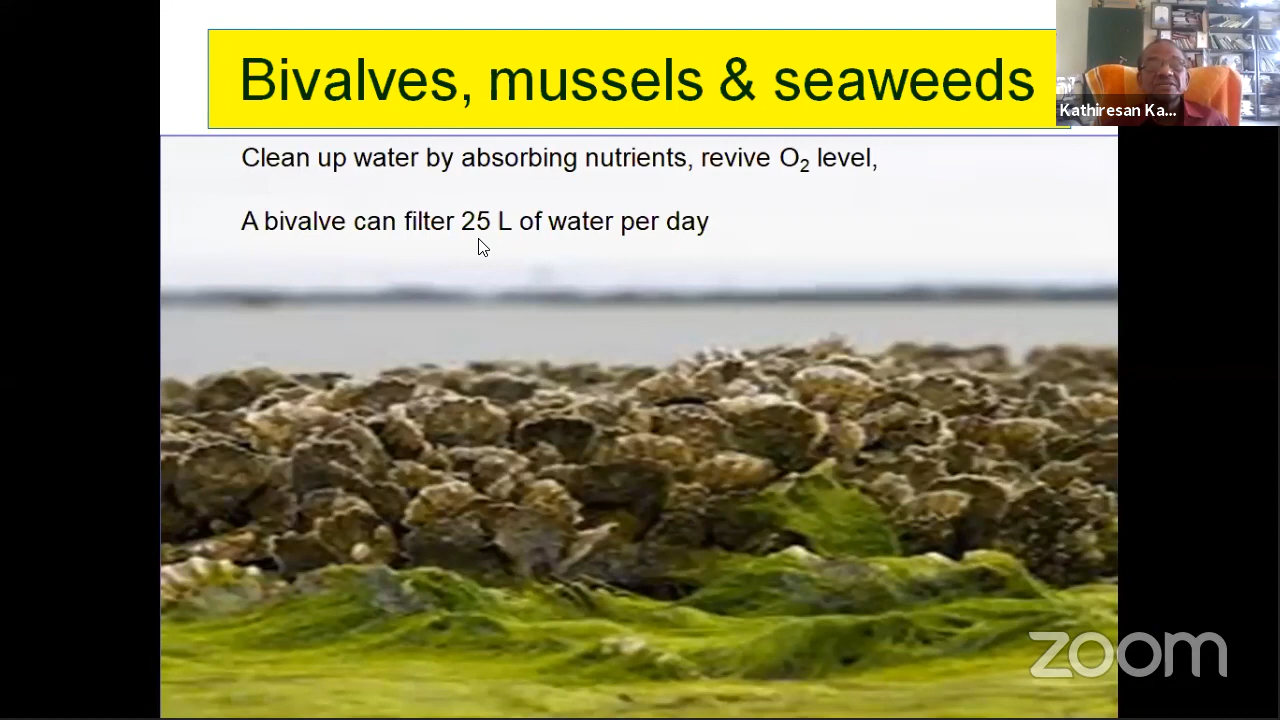 Bivalves, mussels & seaweeds
Kathiresan Ka...
Clean up water by absorbing nutrients, revive O₂ level,
A bivalve can filter 25 L of water per day
zoom